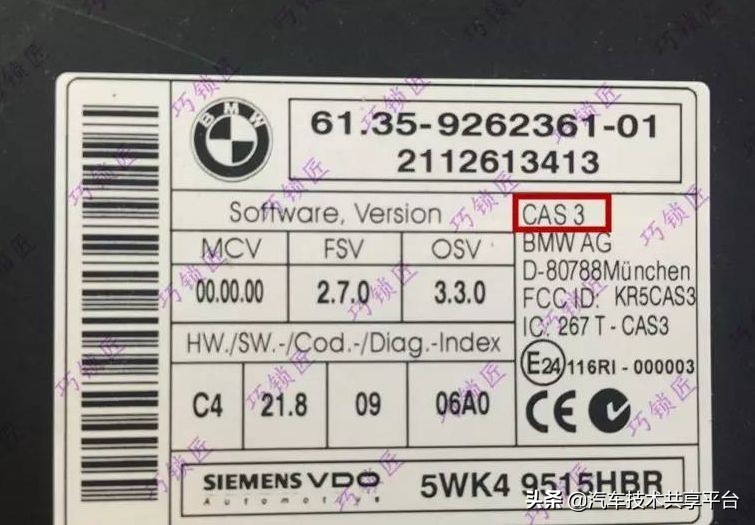 BMW
61.35-9262361-01
2112613413
Software, Version
CAS 3
MCV FSV OSV
BMW AG
00.00.00 2.7.0 3.3.0
D-80788München
FCC ID: KR5CAS3
IC: 267 T - CAS3
HW./SW.-/Cod.-/Diag.-Index
E24 116RI - 000003
C4 21.8 09 06A0
CE
SIEMENS VDO
Automotive
5WK4 9515HBR
巧锁匠
头条 @汽车技术共享平台